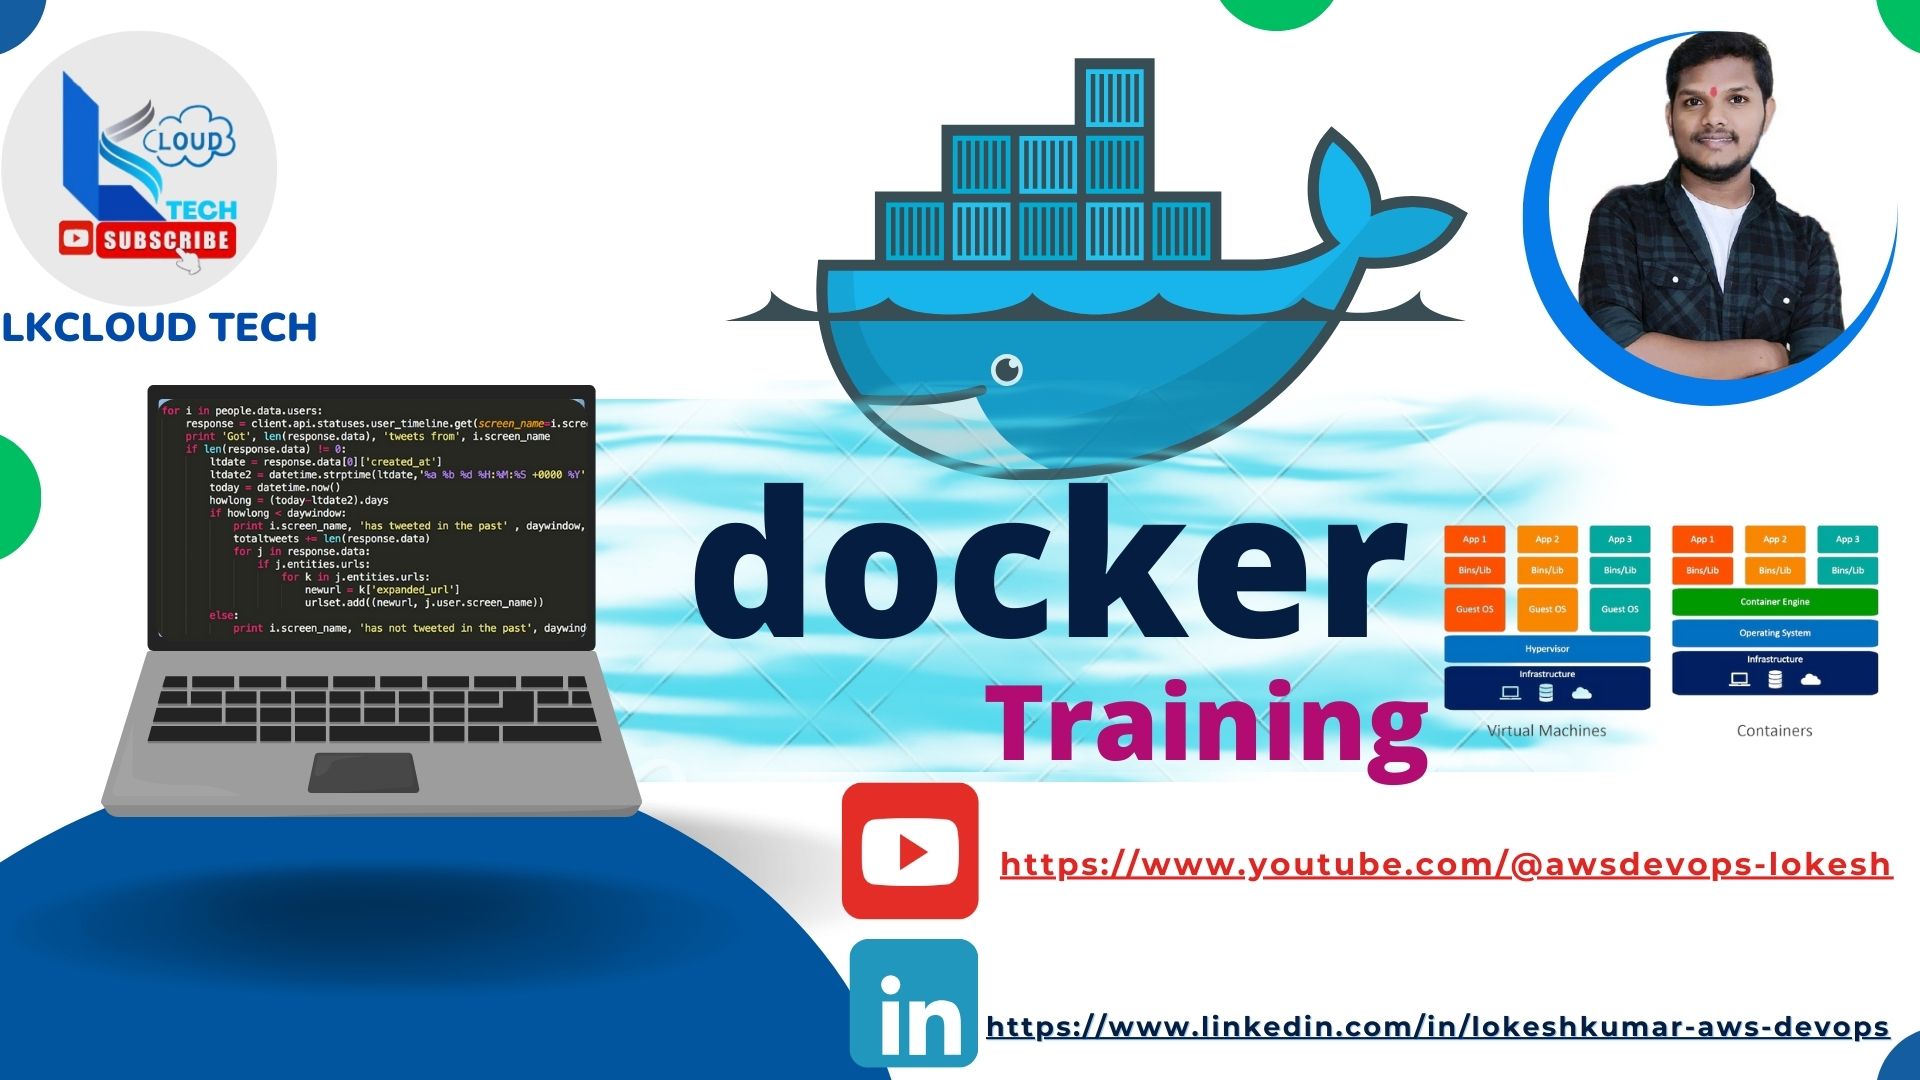 LOUD
TECH
SUBSCRIBE
LKCLOUD TECH
for i in people.data.users:
response = client.api.statuses.user_timeline.get(screen_name=i.scre
print 'Got', len(response.data), 'tweets from', i.screen_name
if len(response.data) != 0:
ltdate = response.data[0]['created_at']
ltdate2 = datetime.strptime(ltdate,'%a %b %d %H:%M:%S +0000 %Y'
today = datetime.now()
howlong = (today-ltdate2).days
if howlong < daywindow:
print i.screen_name, 'has tweeted in the past' , daywindow,
totaltweets += len(response.data)
for j in response.data:
if j.entities.urls:
for k in j.entities.urls:
newurl = k['expanded_url']
urlset.add((newurl, j.user.screen_name))
else:
print i.screen_name, 'has not tweeted in the past', daywind
docker
Training
App 1 App 2 App 3
Bins/Lib Bins/Lib Bins/Lib
Guest OS Guest OS Guest OS
Hypervisor
Infrastructure
Virtual Machines
App 1 App 2 App 3
Bins/Lib Bins/Lib Bins/Lib
Container Engine
Operating System
Infrastructure
Containers
https://www.youtube.com/@awsdevops-lokesh
in
https://www.linkedin.com/in/lokeshkumar-aws-devops